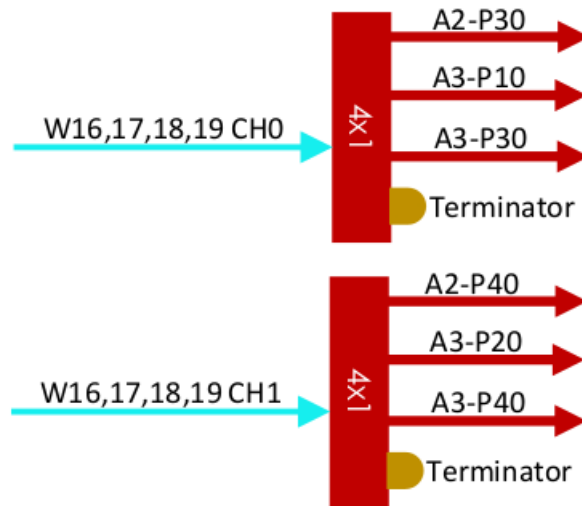 A2-P30
A3-P10
W16,17,18,19 CH0
4x1
A3-P30
Terminator
A2-P40
A3-P20
W16,17,18,19 CH1
4x1
A3-P40
Terminator